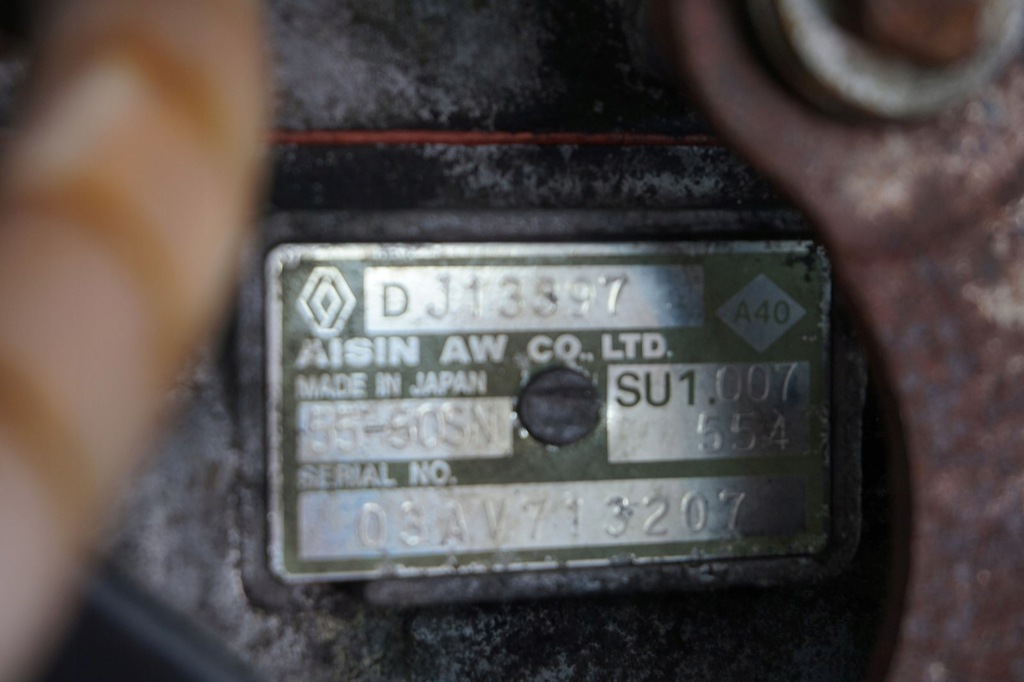 DJ13397
A40
AISIN AW CO., LTD.
MADE IN JAPAN
SU1.007
55-50SN
554
SERIAL NO.
03AV713207